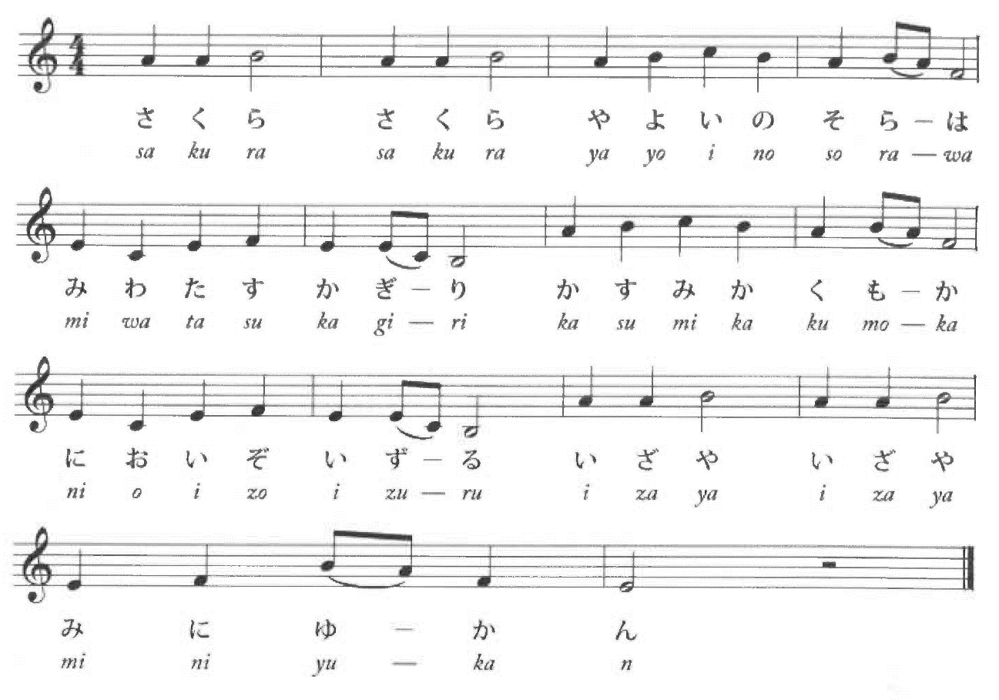 4
4
さ く ら さ く ら や よ い の そ ら ー は
sa ku ra sa ku ra ya yo i no so ra — wa
み わ た す か ぎ ー り か す み か く も ー か
mi wa ta su ka gi — ri ka su mi ka ku mo — ka
に お い ぞ い ず ー る い ざ や い ざ や
ni o i zo i zu — ru i za ya i za ya
み に ゆ ー か ん
mi ni yu — ka n